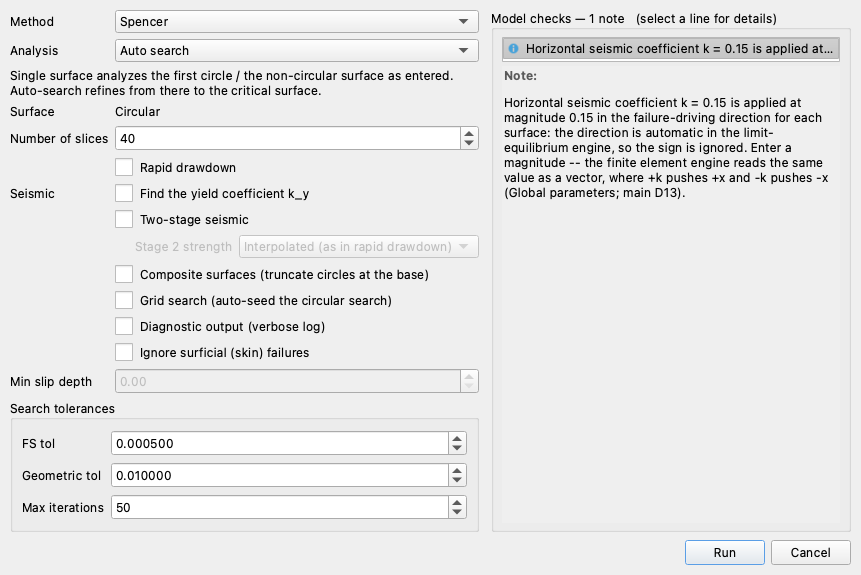 Method
Spencer
Analysis
Auto search
Single surface analyzes the first circle / the non-circular surface as entered.
Auto-search refines from there to the critical surface.
Surface
Circular
Number of slices
40
Rapid drawdown
Seismic
Find the yield coefficient k_y
Two-stage seismic
Stage 2 strength
Interpolated (as in rapid drawdown)
Composite surfaces (truncate circles at the base)
Grid search (auto-seed the circular search)
Diagnostic output (verbose log)
Ignore surficial (skin) failures
Min slip depth
0.00
Search tolerances
FS tol
0.000500
Geometric tol
0.010000
Max iterations
50
Model checks — 1 note   (select a line for details)
Horizontal seismic coefficient k = 0.15 is applied at...
Note:
Horizontal seismic coefficient k = 0.15 is applied at
magnitude 0.15 in the failure-driving direction for each
surface: the direction is automatic in the limit-
equilibrium engine, so the sign is ignored. Enter a
magnitude -- the finite element engine reads the same
value as a vector, where +k pushes +x and -k pushes -x
(Global parameters; main D13).
Run
Cancel